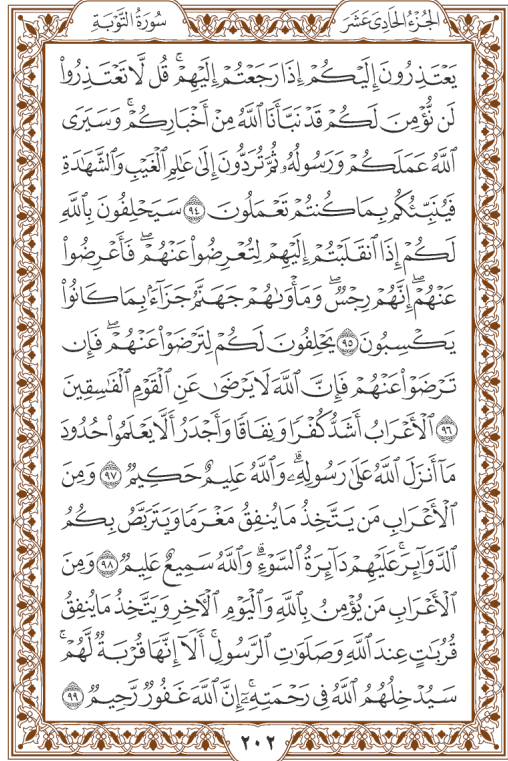 الجُزْءُ الحَادِى عَشَرَ
سُورَةُ التَّوْبَةِ
يَعْتَذِرُونَ إِلَيْكُمْ إِذَا رَجَعْتُمْ إِلَيْهِمْ ۚ قُل لَّا تَعْتَذِرُوا۟
لَن نُّؤْمِنَ لَكُمْ قَدْ نَبَّأَنَا ٱللَّهُ مِنْ أَخْبَارِكُمْ ۚ وَسَيَرَى
ٱللَّهُ عَمَلَكُمْ وَرَسُولُهُۥ ثُمَّ تُرَدُّونَ إِلَىٰ عَٰلِمِ ٱلْغَيْبِ وَٱلشَّهَٰدَةِ
فَيُنَبِّئُكُم بِمَا كُنتُمْ تَعْمَلُونَ ٩٤ سَيَحْلِفُونَ بِٱللَّهِ
لَكُمْ إِذَا ٱنقَلَبْتُمْ إِلَيْهِمْ لِتُعْرِضُوا۟ عَنْهُمْ ۖ فَأَعْرِضُوا۟
عَنْهُمْ ۖ إِنَّهُمْ رِجْسٌ ۖ وَمَأْوَىٰهُمْ جَهَنَّمُ جَزَآءًۢ بِمَا كَانُوا۟
يَكْسِبُونَ ٩٥ يَحْلِفُونَ لَكُمْ لِتَرْضَوْا۟ عَنْهُمْ ۖ فَإِن
تَرْضَوْا۟ عَنْهُمْ فَإِنَّ ٱللَّهَ لَا يَرْضَىٰ عَنِ ٱلْقَوْمِ ٱلْفَٰسِقِينَ
٩٦ ٱلْأَعْرَابُ أَشَدُّ كُفْرًا وَنِفَاقًا وَأَجْدَرُ أَلَّا يَعْلَمُوا۟ حُدُودَ
مَآ أَنزَلَ ٱللَّهُ عَلَىٰ رَسُولِهِۦ ۗ وَٱللَّهُ عَلِيمٌ حَكِيمٌ ٩٧ وَمِنَ
ٱلْأَعْرَابِ مَن يَتَّخِذُ مَا يُنفِقُ مَغْرَمًا وَيَتَرَبَّصُ بِكُمُ
ٱلدَّوَآئِرَ ۚ عَلَيْهِمْ دَآئِرَةُ ٱلسَّوْءِ ۗ وَٱللَّهُ سَمِيعٌ عَلِيمٌ ٩٨ وَمِنَ
ٱلْأَعْرَابِ مَن يُؤْمِنُ بِٱللَّهِ وَٱلْيَوْمِ ٱلْءَاخِرِ وَيَتَّخِذُ مَا يُنفِقُ
قُرُبَٰتٍ عِندَ ٱللَّهِ وَصَلَوَٰتِ ٱلرَّسُولِ ۚ أَلَآ إِنَّهَا قُرْبَةٌ لَّهُمْ ۚ
سَيُدْخِلُهُمُ ٱللَّهُ فِى رَحْمَتِهِۦٓ ۗ إِنَّ ٱللَّهَ غَفُورٌ رَّحِيمٌ ٩٩
٢٠٢